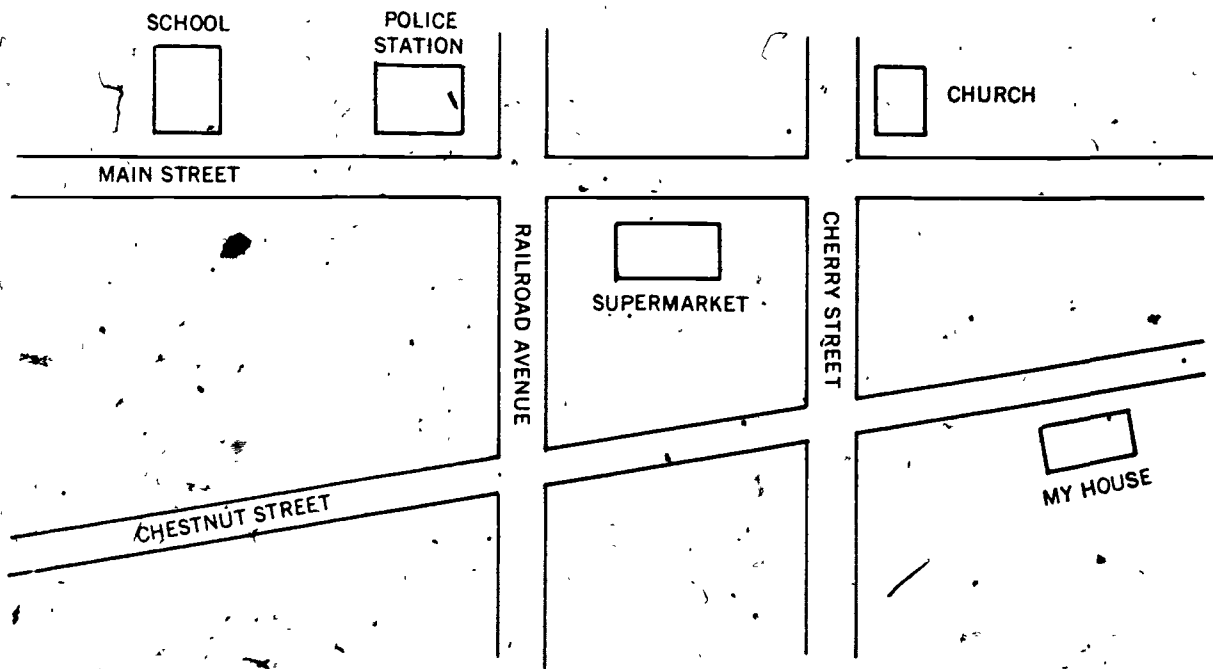 SCHOOL
POLICE
STATION
CHURCH
MAIN STREET
RAILROAD AVENUE
SUPERMARKET
CHERRY STREET
CHESTNUT STREET
MY HOUSE